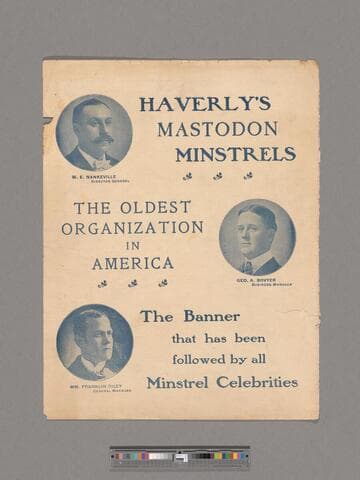 HAVERLY'S
MASTODON
MINSTRELS
W. E. NANKEVILLE
DIRECTOR GENERAL
THE OLDEST
ORGANIZATION
IN
AMERICA
GEO. A. BOVYER
BUSINESS MANAGER
The Banner
that has been
followed by all
Minstrel Celebrities
WM. FRANKLIN RILEY
GENERAL MANAGER